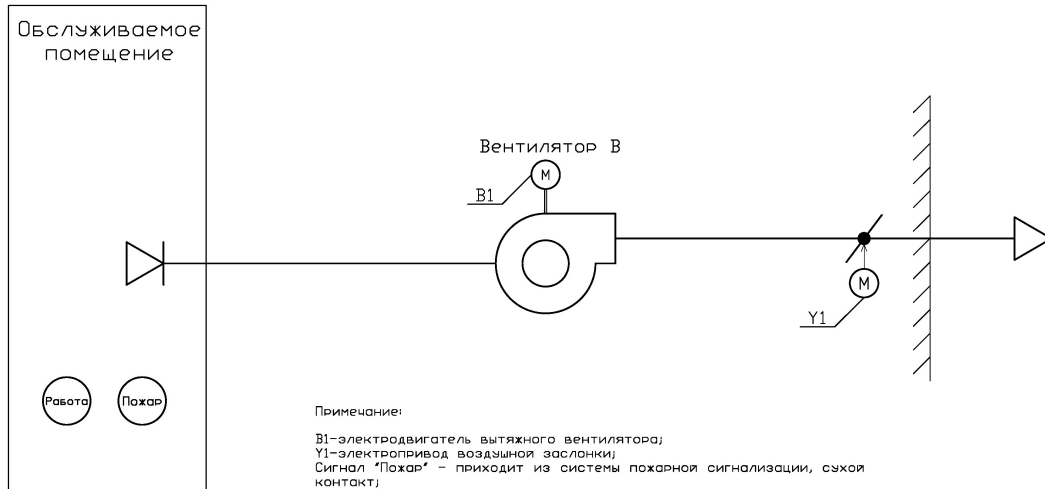 Обслуживаемое
помещение
Вентилятор В
М
В1
М
Y1
Работа
Пожар
Примечание:
В1-электродвигатель вытяжного вентилятора;
Y1-электропривод воздушной заслонки;
Сигнал "Пожар" - приходит из системы пожарной сигнализации, сухой
контакт;